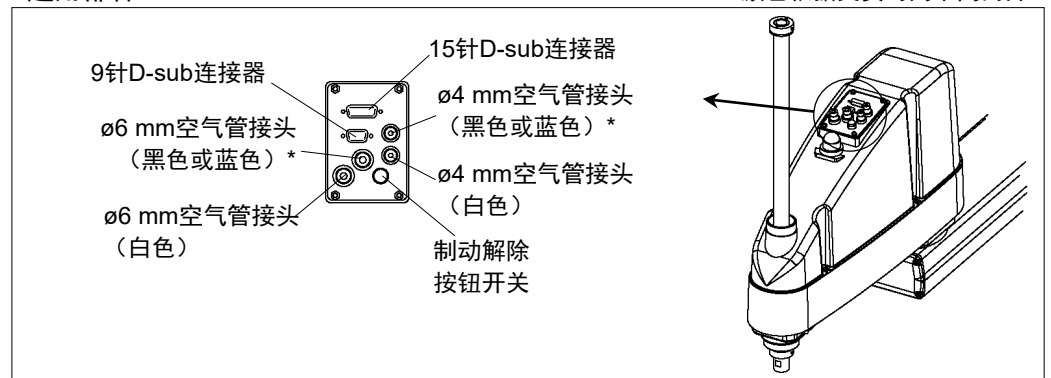 15针D-sub连接器
9针D-sub连接器
ø6 mm空气管接头
（黑色或蓝色）*
ø4 mm空气管接头
（黑色或蓝色）*
ø6 mm空气管接头
（白色）
ø4 mm空气管接头
（白色）
制动解除
按钮开关